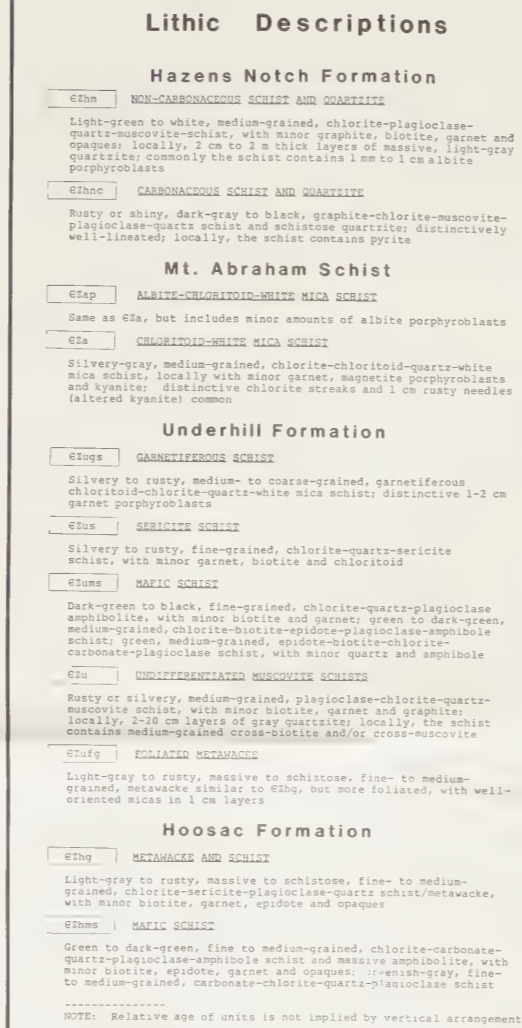 Lithic Descriptions
Hazens Notch Formation
ЄZhn NON-CARBONACEOUS SCHIST AND QUARTZITE
Light-green to white, medium-grained, chlorite-plagioclase-
quartz-muscovite-schist, with minor graphite, biotite, garnet and
opaques; locally, 2 cm to 2 m thick layers of massive, light-gray
quartzite; commonly the schist contains 1 mm to 1 cm albite
porphyroblasts
ЄZhnc CARBONACEOUS SCHIST AND QUARTZITE
Rusty or shiny, dark-gray to black, graphite-chlorite-muscovite-
plagioclase-quartz schist and schistose quartzite; distinctively
well-lineated; locally, the schist contains pyrite
Mt. Abraham Schist
ЄZap ALBITE-CHLORITOID-WHITE MICA SCHIST
Same as ЄZa, but includes minor amounts of albite porphyroblasts
ЄZa CHLORITOID-WHITE MICA SCHIST
Silvery-gray, medium-grained, chlorite-chloritoid-quartz-white
mica schist, locally with minor garnet, magnetite porphyroblasts
and kyanite; distinctive chlorite streaks and 1 cm rusty needles
(altered kyanite) common
Underhill Formation
ЄZugs GARNETIFEROUS SCHIST
Silvery to rusty, medium- to coarse-grained, garnetiferous
chloritoid-chlorite-quartz-white mica schist; distinctive 1-2 cm
garnet porphyroblasts
ЄZus SERICITE SCHIST
Silvery to rusty, fine-grained, chlorite-quartz-sericite
schist, with minor garnet, biotite and chloritoid
ЄZums MAFIC SCHIST
Dark-green to black, fine-grained, chlorite-quartz-plagioclase
amphibolite, with minor biotite and garnet; green to dark-green,
medium-grained, chlorite-biotite-epidote-plagioclase-amphibole
schist; green, medium-grained, epidote-biotite-chlorite-
carbonate-plagioclase schist, with minor quartz and amphibole
ЄZu UNDIFFERENTIATED MUSCOVITE SCHISTS
Rusty or silvery, medium-grained, plagioclase-chlorite-quartz-
muscovite schist, with minor biotite, garnet and graphite;
locally, 2-20 cm layers of gray quartzite; locally, the schist
contains medium-grained cross-biotite and/or cross-muscovite
ЄZufg FOLIATED METAWACKE
Light-gray to rusty, massive to schistose, fine- to medium-
grained, metawacke similar to ЄZhg, but more foliated, with well-
oriented micas in 1 cm layers
Hoosac Formation
ЄZhg METAWACKE AND SCHIST
Light-gray to rusty, massive to schistose, fine- to medium-
grained, chlorite-sericite-plagioclase-quartz schist/metawacke,
with minor biotite, garnet, epidote and opaques
ЄZhms MAFIC SCHIST
Green to dark-green, fine to medium-grained, chlorite-carbonate-
quartz-plagioclase-amphibole schist and massive amphibolite, with
minor biotite, epidote, garnet and opaques; greenish-gray, fine-
to medium-grained, carbonate-chlorite-quartz-plagioclase schist
NOTE: Relative age of units is not implied by vertical arrangement